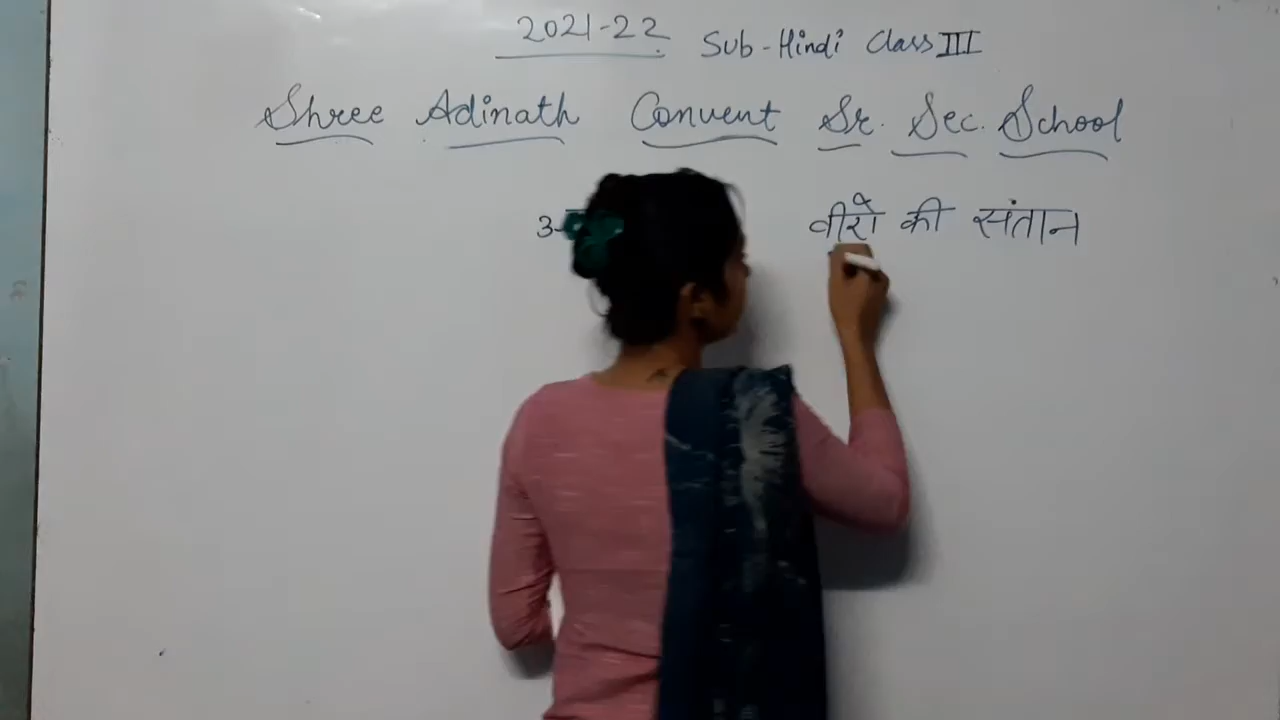 2021-22 Sub-Hindi Class III
Shree Adinath Convent Sr. Sec. School
3- वीरो की संतान